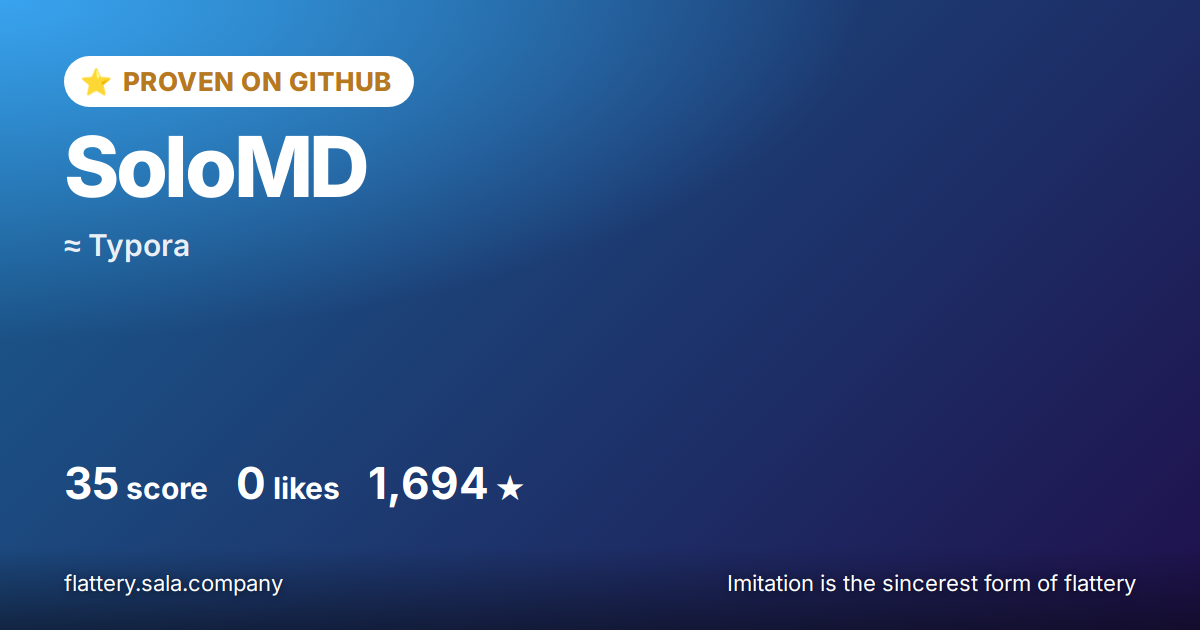 ⭐ PROVEN ON GITHUB
SoloMD
≈ Typora
35 score 0 likes 1,694 ★
flattery.sala.company
Imitation is the sincerest form of flattery